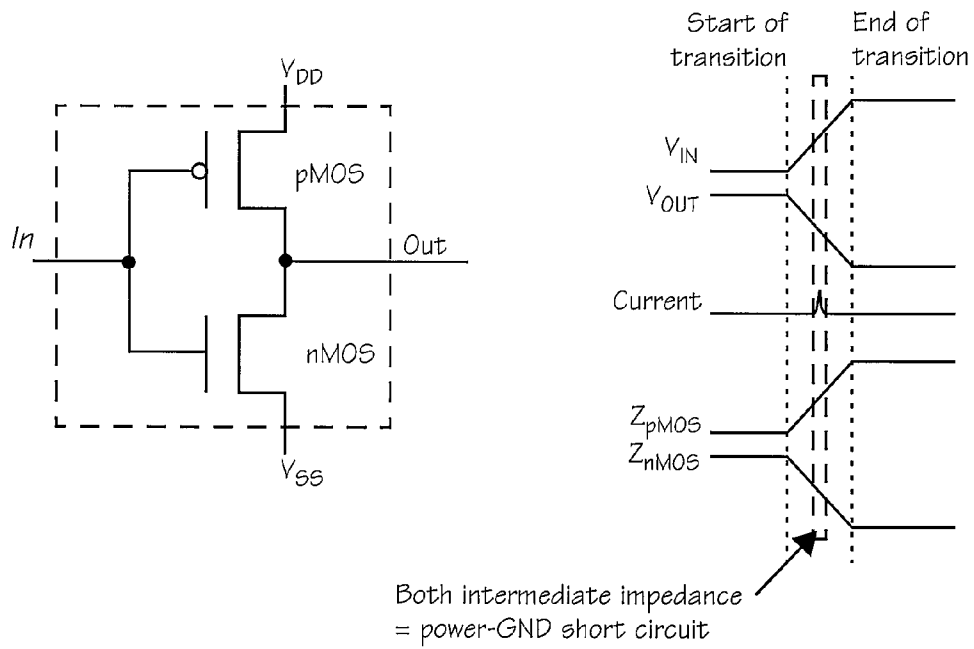 V_DD
pMOS
In
Out
nMOS
V_SS
Start of
transition
End of
transition
V_IN
V_OUT
Current
Z_pMOS
Z_nMOS
Both intermediate impedance
= power-GND short circuit